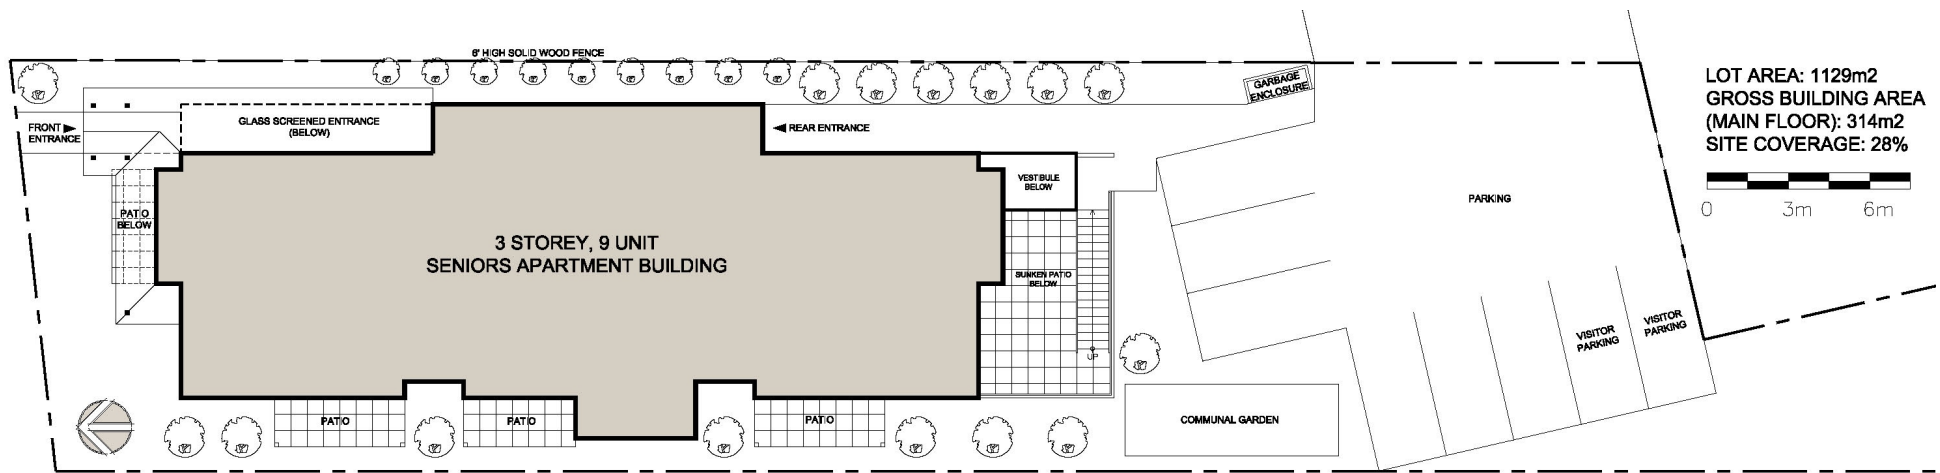 6' HIGH SOLID WOOD FENCE
GARBAGE
ENCLOSURE
LOT AREA: 1129m2
GROSS BUILDING AREA
(MAIN FLOOR): 314m2
SITE COVERAGE: 28%
0 3m 6m
FRONT
ENTRANCE
GLASS SCREENED ENTRANCE
(BELOW)
REAR ENTRANCE
VESTIBULE
BELOW
PARKING
PATIO
BELOW
3 STOREY, 9 UNIT
SENIORS APARTMENT BUILDING
SUNKEN PATIO
BELOW
UP
VISITOR
PARKING
VISITOR
PARKING
PATIO
PATIO
PATIO
COMMUNAL GARDEN